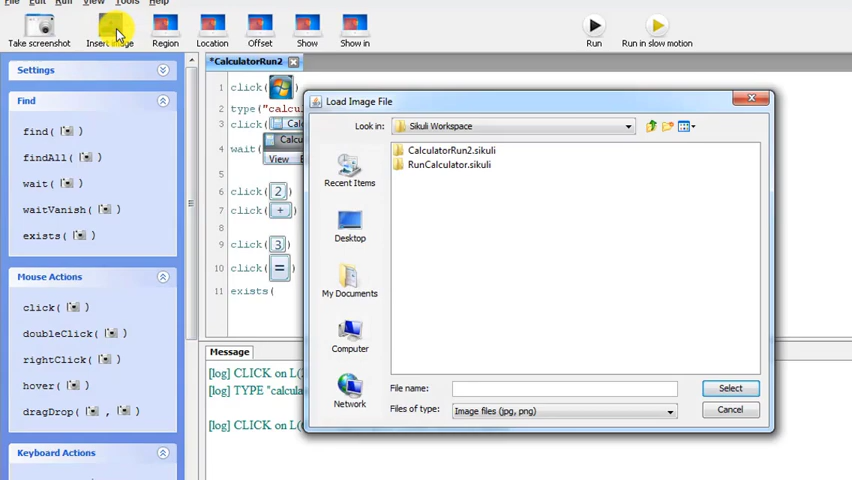 File Edit Run View Tools Help
Take screenshot Insert image Region Location Offset Show Show in Run Run in slow motion
Settings
Find
find( )
findAll( )
wait( )
waitVanish( )
exists( )
Mouse Actions
click( )
doubleClick( )
rightClick( )
hover( )
dragDrop( , )
Keyboard Actions
*CalculatorRun2
1 click( )
2 type("calcu
3 click( Cal
4 wait( Calcu
View E
5
6 click( 2 )
7 click( + )
8
9 click( 3 )
10 click( = )
11 exists(
Message
[log] CLICK on L(
[log] TYPE "calcula
[log] CLICK on L(
Load Image File
Look in: Sikuli Workspace
CalculatorRun2.sikuli
RunCalculator.sikuli
Recent Items
Desktop
My Documents
Computer
Network
File name: Select
Files of type: Image files (jpg, png) Cancel